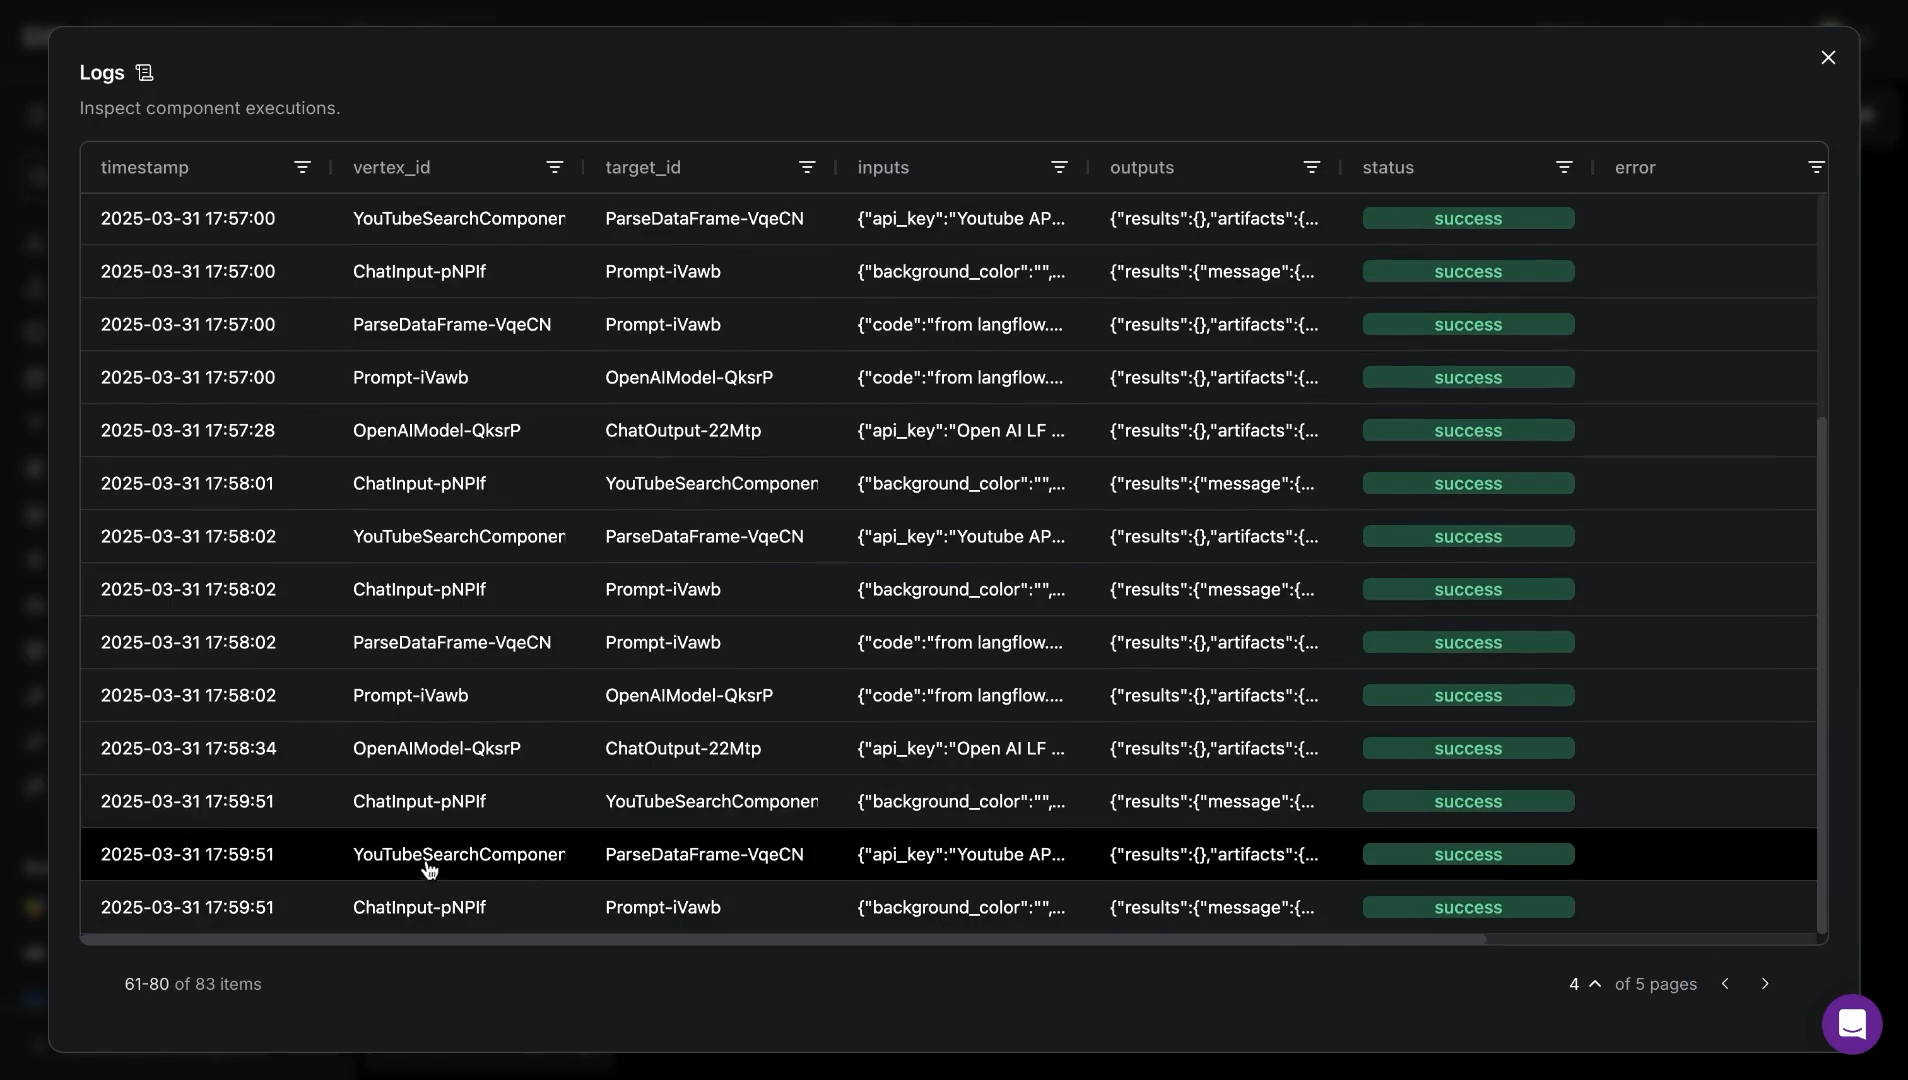 Logs
Inspect component executions.
timestamp vertex_id target_id inputs outputs status error
2025-03-31 17:57:00 YouTubeSearchComponen ParseDataFrame-VqeCN {"api_key":"Youtube AP... {"results":{},"artifacts":{... success
2025-03-31 17:57:00 ChatInput-pNPIf Prompt-iVawb {"background_color":"",... {"results":{"message":{... success
2025-03-31 17:57:00 ParseDataFrame-VqeCN Prompt-iVawb {"code":"from langflow.... {"results":{},"artifacts":{... success
2025-03-31 17:57:00 Prompt-iVawb OpenAIModel-QksrP {"code":"from langflow.... {"results":{},"artifacts":{... success
2025-03-31 17:57:28 OpenAIModel-QksrP ChatOutput-22Mtp {"api_key":"Open AI LF ... {"results":{},"artifacts":{... success
2025-03-31 17:58:01 ChatInput-pNPIf YouTubeSearchComponen {"background_color":"",... {"results":{"message":{... success
2025-03-31 17:58:02 YouTubeSearchComponen ParseDataFrame-VqeCN {"api_key":"Youtube AP... {"results":{},"artifacts":{... success
2025-03-31 17:58:02 ChatInput-pNPIf Prompt-iVawb {"background_color":"",... {"results":{"message":{... success
2025-03-31 17:58:02 ParseDataFrame-VqeCN Prompt-iVawb {"code":"from langflow.... {"results":{},"artifacts":{... success
2025-03-31 17:58:02 Prompt-iVawb OpenAIModel-QksrP {"code":"from langflow.... {"results":{},"artifacts":{... success
2025-03-31 17:58:34 OpenAIModel-QksrP ChatOutput-22Mtp {"api_key":"Open AI LF ... {"results":{},"artifacts":{... success
2025-03-31 17:59:51 ChatInput-pNPIf YouTubeSearchComponen {"background_color":"",... {"results":{"message":{... success
2025-03-31 17:59:51 YouTubeSearchComponen ParseDataFrame-VqeCN {"api_key":"Youtube AP... {"results":{},"artifacts":{... success
2025-03-31 17:59:51 ChatInput-pNPIf Prompt-iVawb {"background_color":"",... {"results":{"message":{... success
61-80 of 83 items 4 of 5 pages